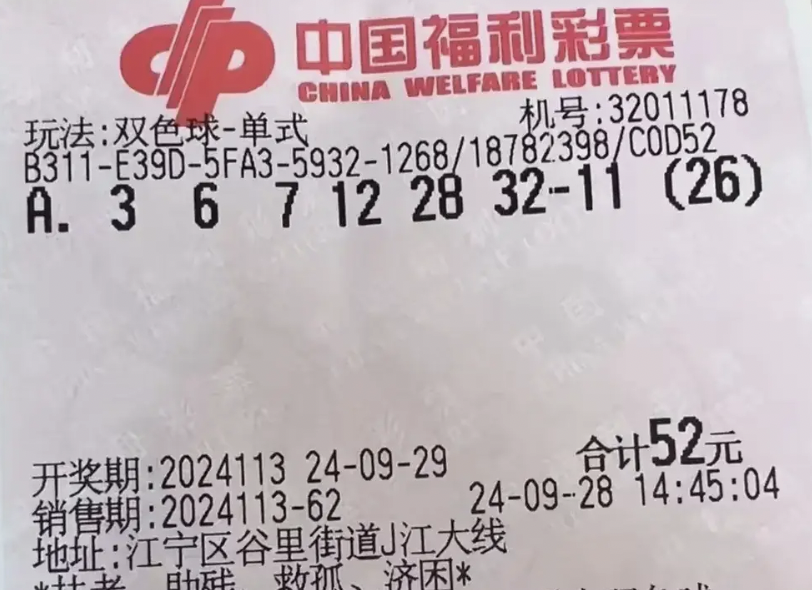 中国福利彩票
CHINA WELFARE LOTTERY
玩法:双色球-单式 机号:32011178
B311-E39D-5FA3-5932-1268/18782398/C0D52
A. 3 6 7 12 28 32-11 (26)
开奖期:2024113 24-09-29 合计52元
销售期:2024113-62 24-09-28 14:45:04
地址:江宁区谷里街道J江大线
*扶老、助残、救孤、济困*